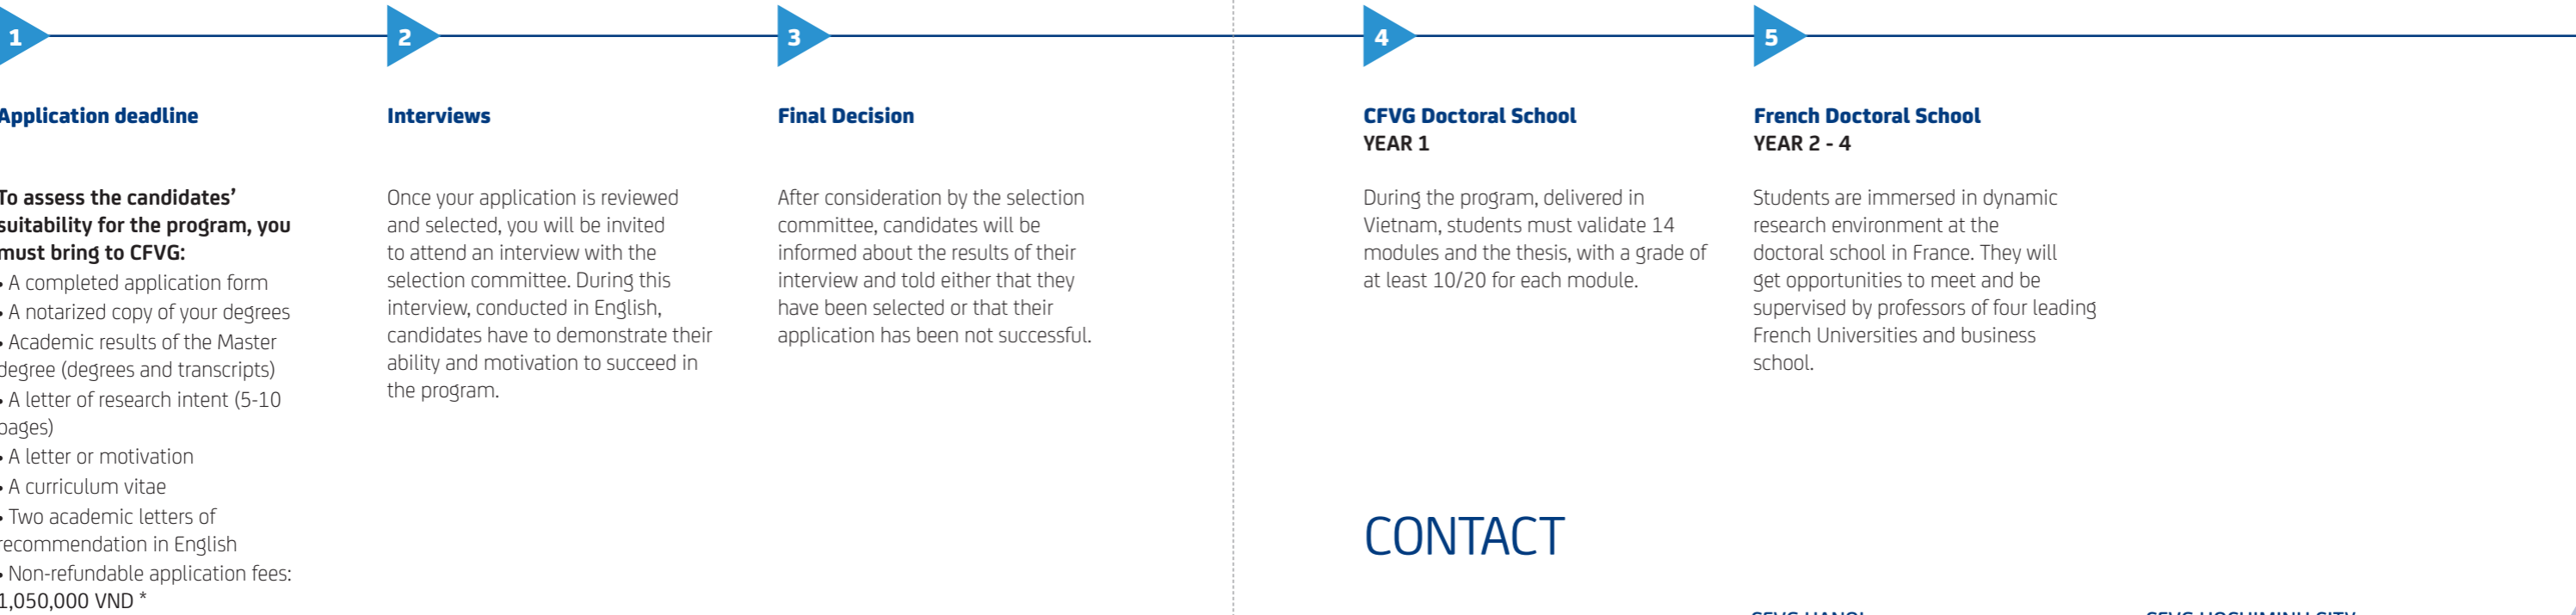 1
Application deadline
To assess the candidates’
suitability for the program, you
must bring to CFVG:
• A completed application form
• A notarized copy of your degrees
• Academic results of the Master
degree (degrees and transcripts)
• A letter of research intent (5-10
pages)
• A letter or motivation
• A curriculum vitae
• Two academic letters of
recommendation in English
• Non-refundable application fees:
1,050,000 VND *
2
Interviews
Once your application is reviewed
and selected, you will be invited
to attend an interview with the
selection committee. During this
interview, conducted in English,
candidates have to demonstrate their
ability and motivation to succeed in
the program.
3
Final Decision
After consideration by the selection
committee, candidates will be
informed about the results of their
interview and told either that they
have been selected or that their
application has been not successful.
4
CFVG Doctoral School
YEAR 1
During the program, delivered in
Vietnam, students must validate 14
modules and the thesis, with a grade of
at least 10/20 for each module.
5
French Doctoral School
YEAR 2 - 4
Students are immersed in dynamic
research environment at the
doctoral school in France. They will
get opportunities to meet and be
supervised by professors of four leading
French Universities and business
school.
CONTACT
CFVG HANOI
CFVG HOCHIMINH CITY